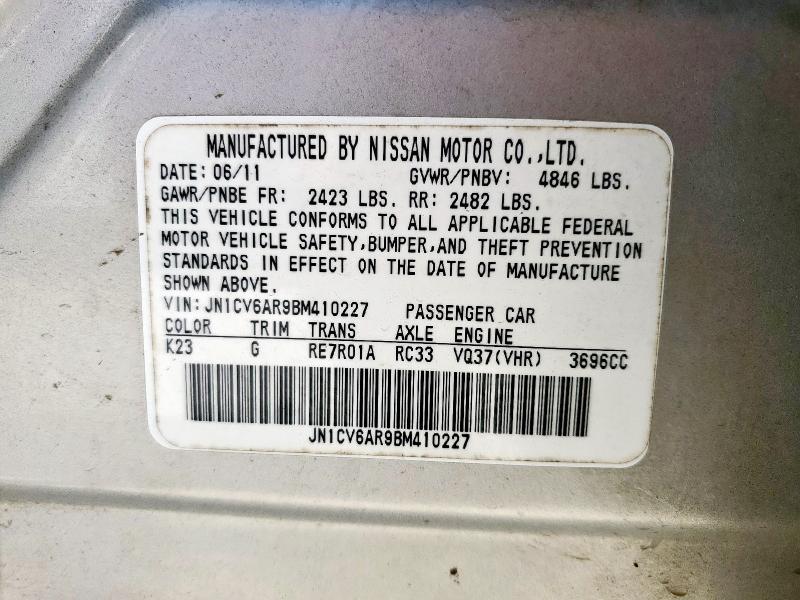 MANUFACTURED BY NISSAN MOTOR CO.,LTD.
DATE: 06/11 GVWR/PNBV: 4846 LBS.
GAWR/PNBE FR: 2423 LBS. RR: 2482 LBS.
THIS VEHICLE CONFORMS TO ALL APPLICABLE FEDERAL
MOTOR VEHICLE SAFETY,BUMPER,AND THEFT PREVENTION
STANDARDS IN EFFECT ON THE DATE OF MANUFACTURE
SHOWN ABOVE.
VIN: JN1CV6AR9BM410227 PASSENGER CAR
COLOR TRIM TRANS AXLE ENGINE
K23 G RE7R01A RC33 VQ37(VHR) 3696CC
JN1CV6AR9BM410227